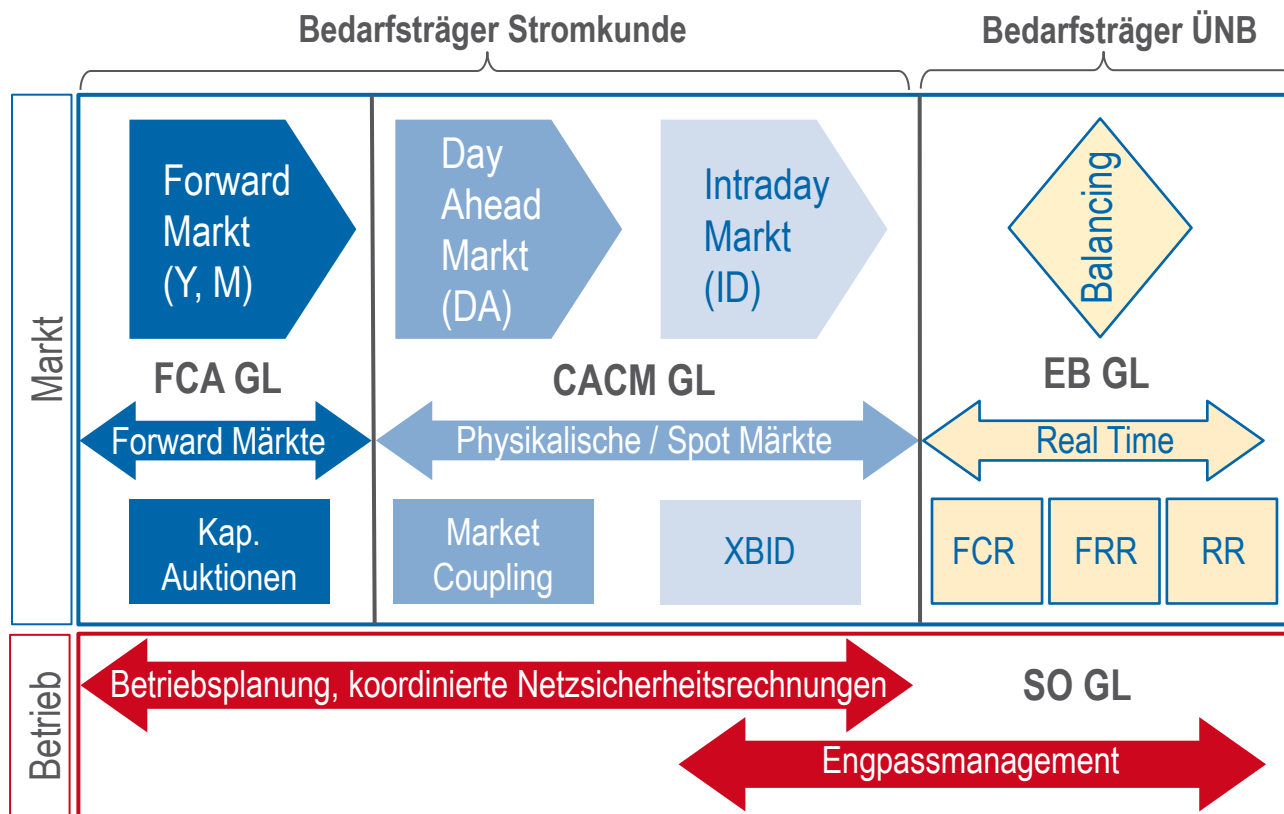 Bedarfsträger Stromkunde
Bedarfsträger ÜNB
Markt
Forward
Markt
(Y, M)
Day
Ahead
Markt
(DA)
Intraday
Markt
(ID)
Balancing
FCA GL
CACM GL
EB GL
Forward Märkte
Physikalische / Spot Märkte
Real Time
Kap.
Auktionen
Market
Coupling
XBID
FCR
FRR
RR
Betrieb
Betriebsplanung, koordinierte Netzsicherheitsrechnungen
SO GL
Engpassmanagement